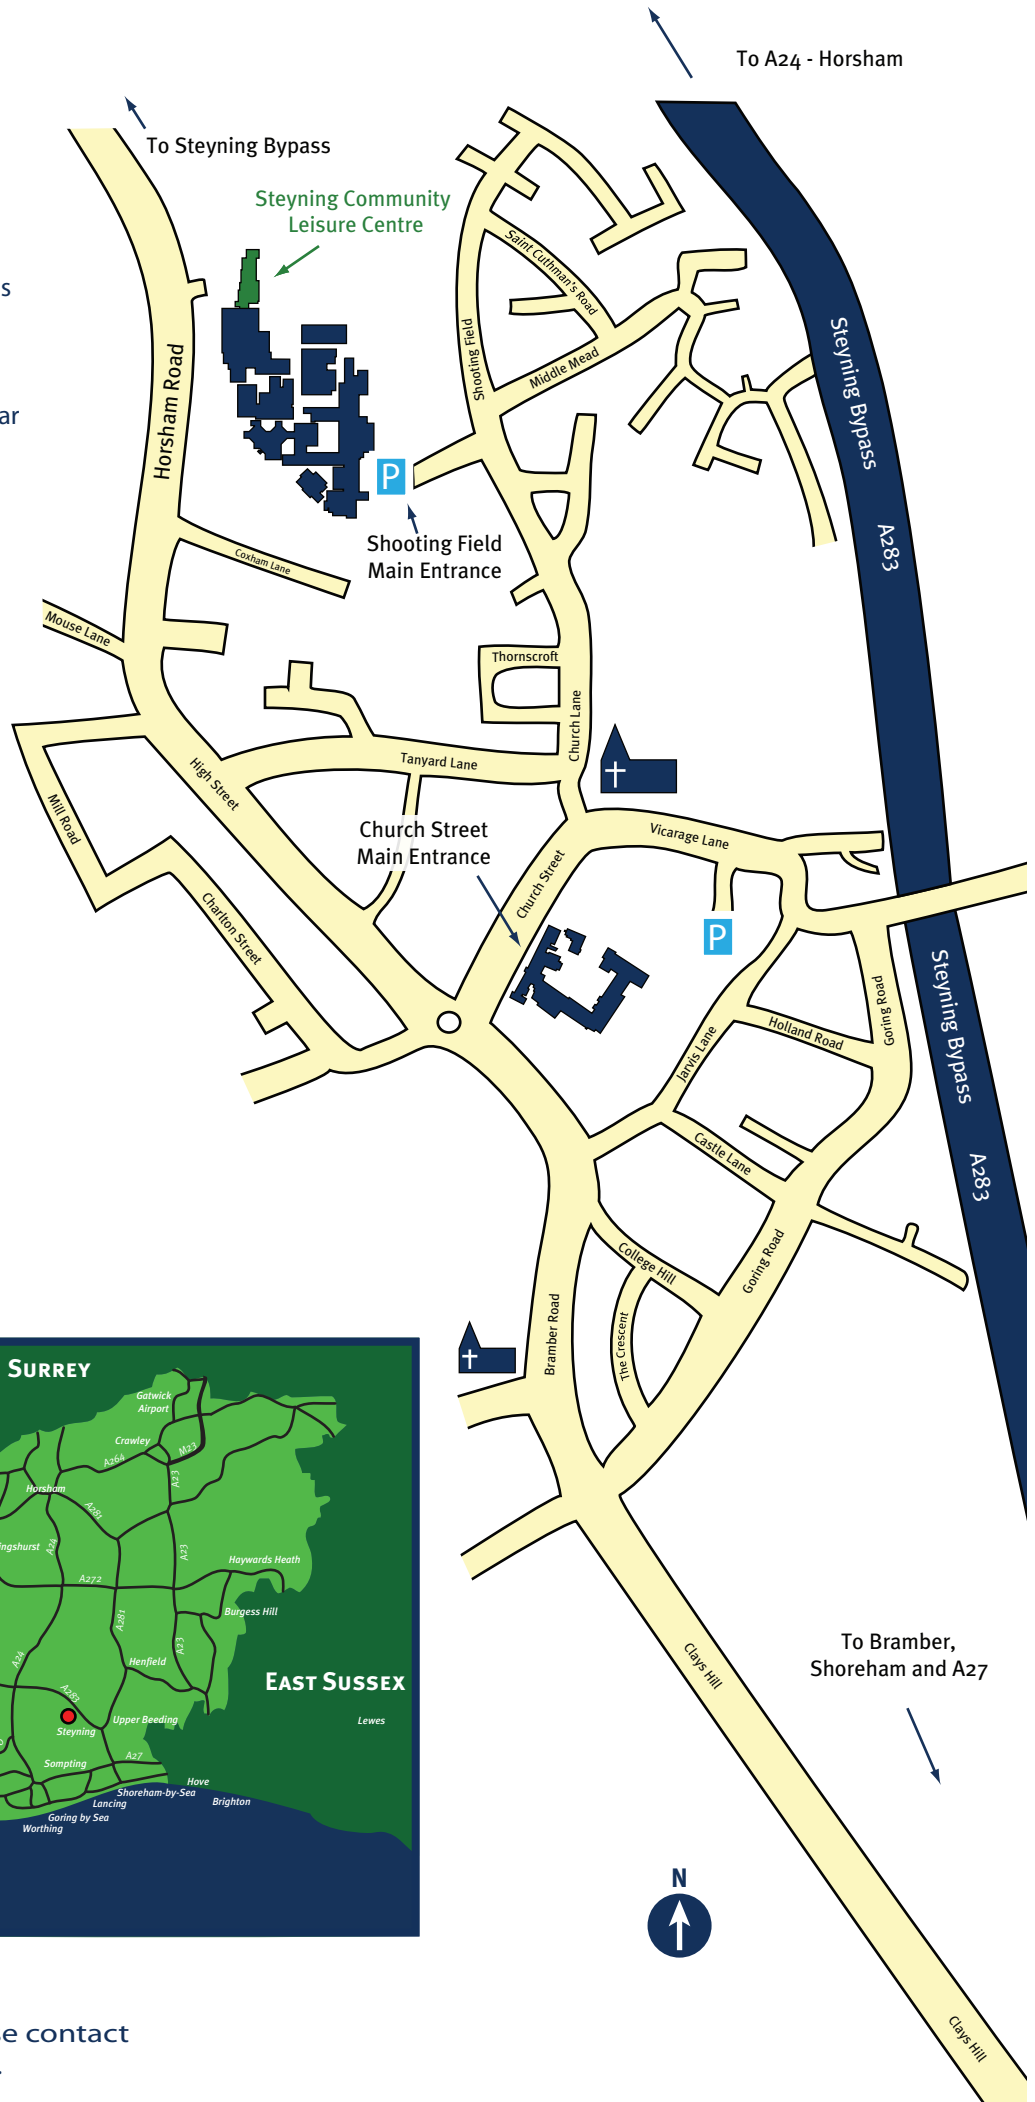 To A24 - Horsham
To Steyning Bypass
Steyning Community
Leisure Centre
s
ar
Saint Cuthman's Road
Shooting Field
Middle Mead
Horsham Road
Steyning Bypass
A283
P
Shooting Field
Main Entrance
Coxham Lane
Mouse Lane
Thornscroft
Church Lane
Tanyard Lane
High Street
Mill Road
Church Street
Main Entrance
Vicarage Lane
Church Street
Charlton Street
P
Steyning Bypass
A283
Goring Road
Holland Road
Jarvis Lane
Castle Lane
College Hill
Goring Road
Bramber Road
The Crescent
Surrey
Gatwick
Airport
Crawley
M23
A264
A23
Horsham
A281
ingshurst
A24
A23
Haywards Heath
A272
A281
Burgess Hill
A23
Henfield
A24
East Sussex
A283
Upper Beeding
Steyning
Lewes
Sompting
A27
Hove
Shoreham-by-Sea
Brighton
Lancing
Goring by Sea
Worthing
Clays Hill
To Bramber,
Shoreham and A27
N
Clays Hill
e contact
.